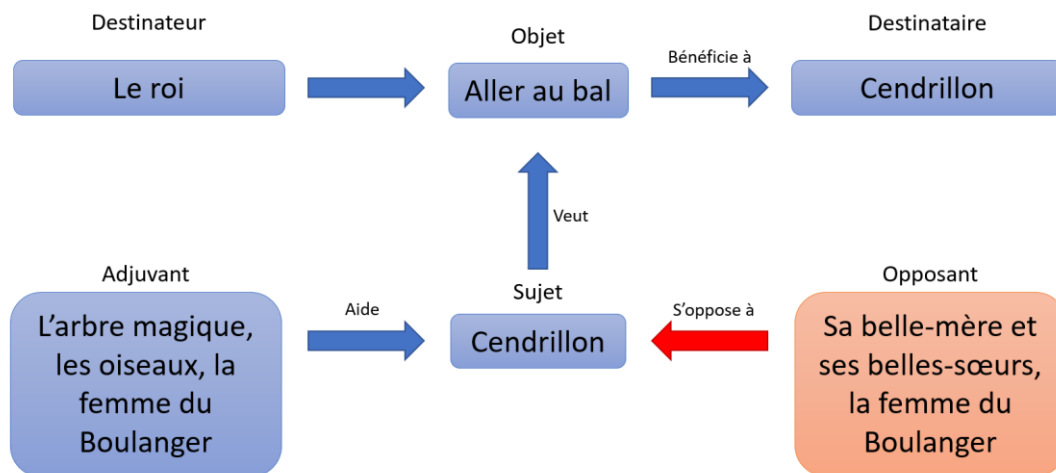 Destinateur
Objet
Destinataire
Le roi
Aller au bal
Bénéficie à
Cendrillon
Veut
Adjuvant
Sujet
Opposant
L'arbre magique,
les oiseaux, la
femme du
Boulanger
Aide
Cendrillon
S'oppose à
Sa belle-mère et
ses belles-sœurs,
la femme du
Boulanger